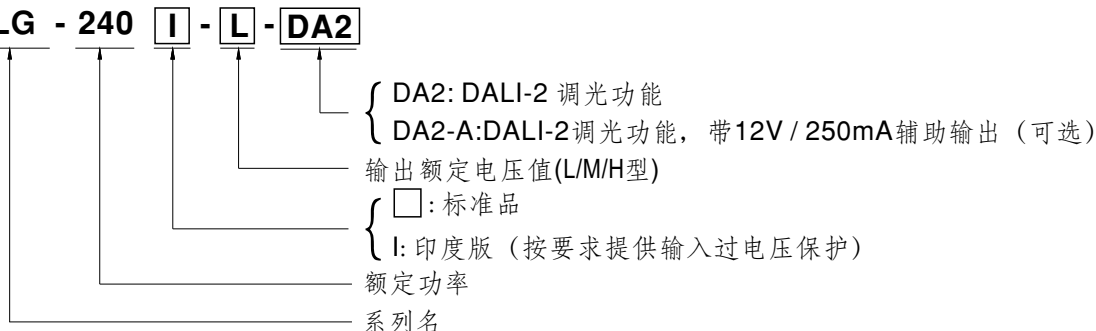 LG - 240 I - L - DA2
DA2: DALI-2 调光功能
DA2-A:DALI-2调光功能，带12V / 250mA辅助输出（可选）
输出额定电压值(L/M/H型)
□:标准品
I:印度版（按要求提供输入过电压保护）
额定功率
系列名